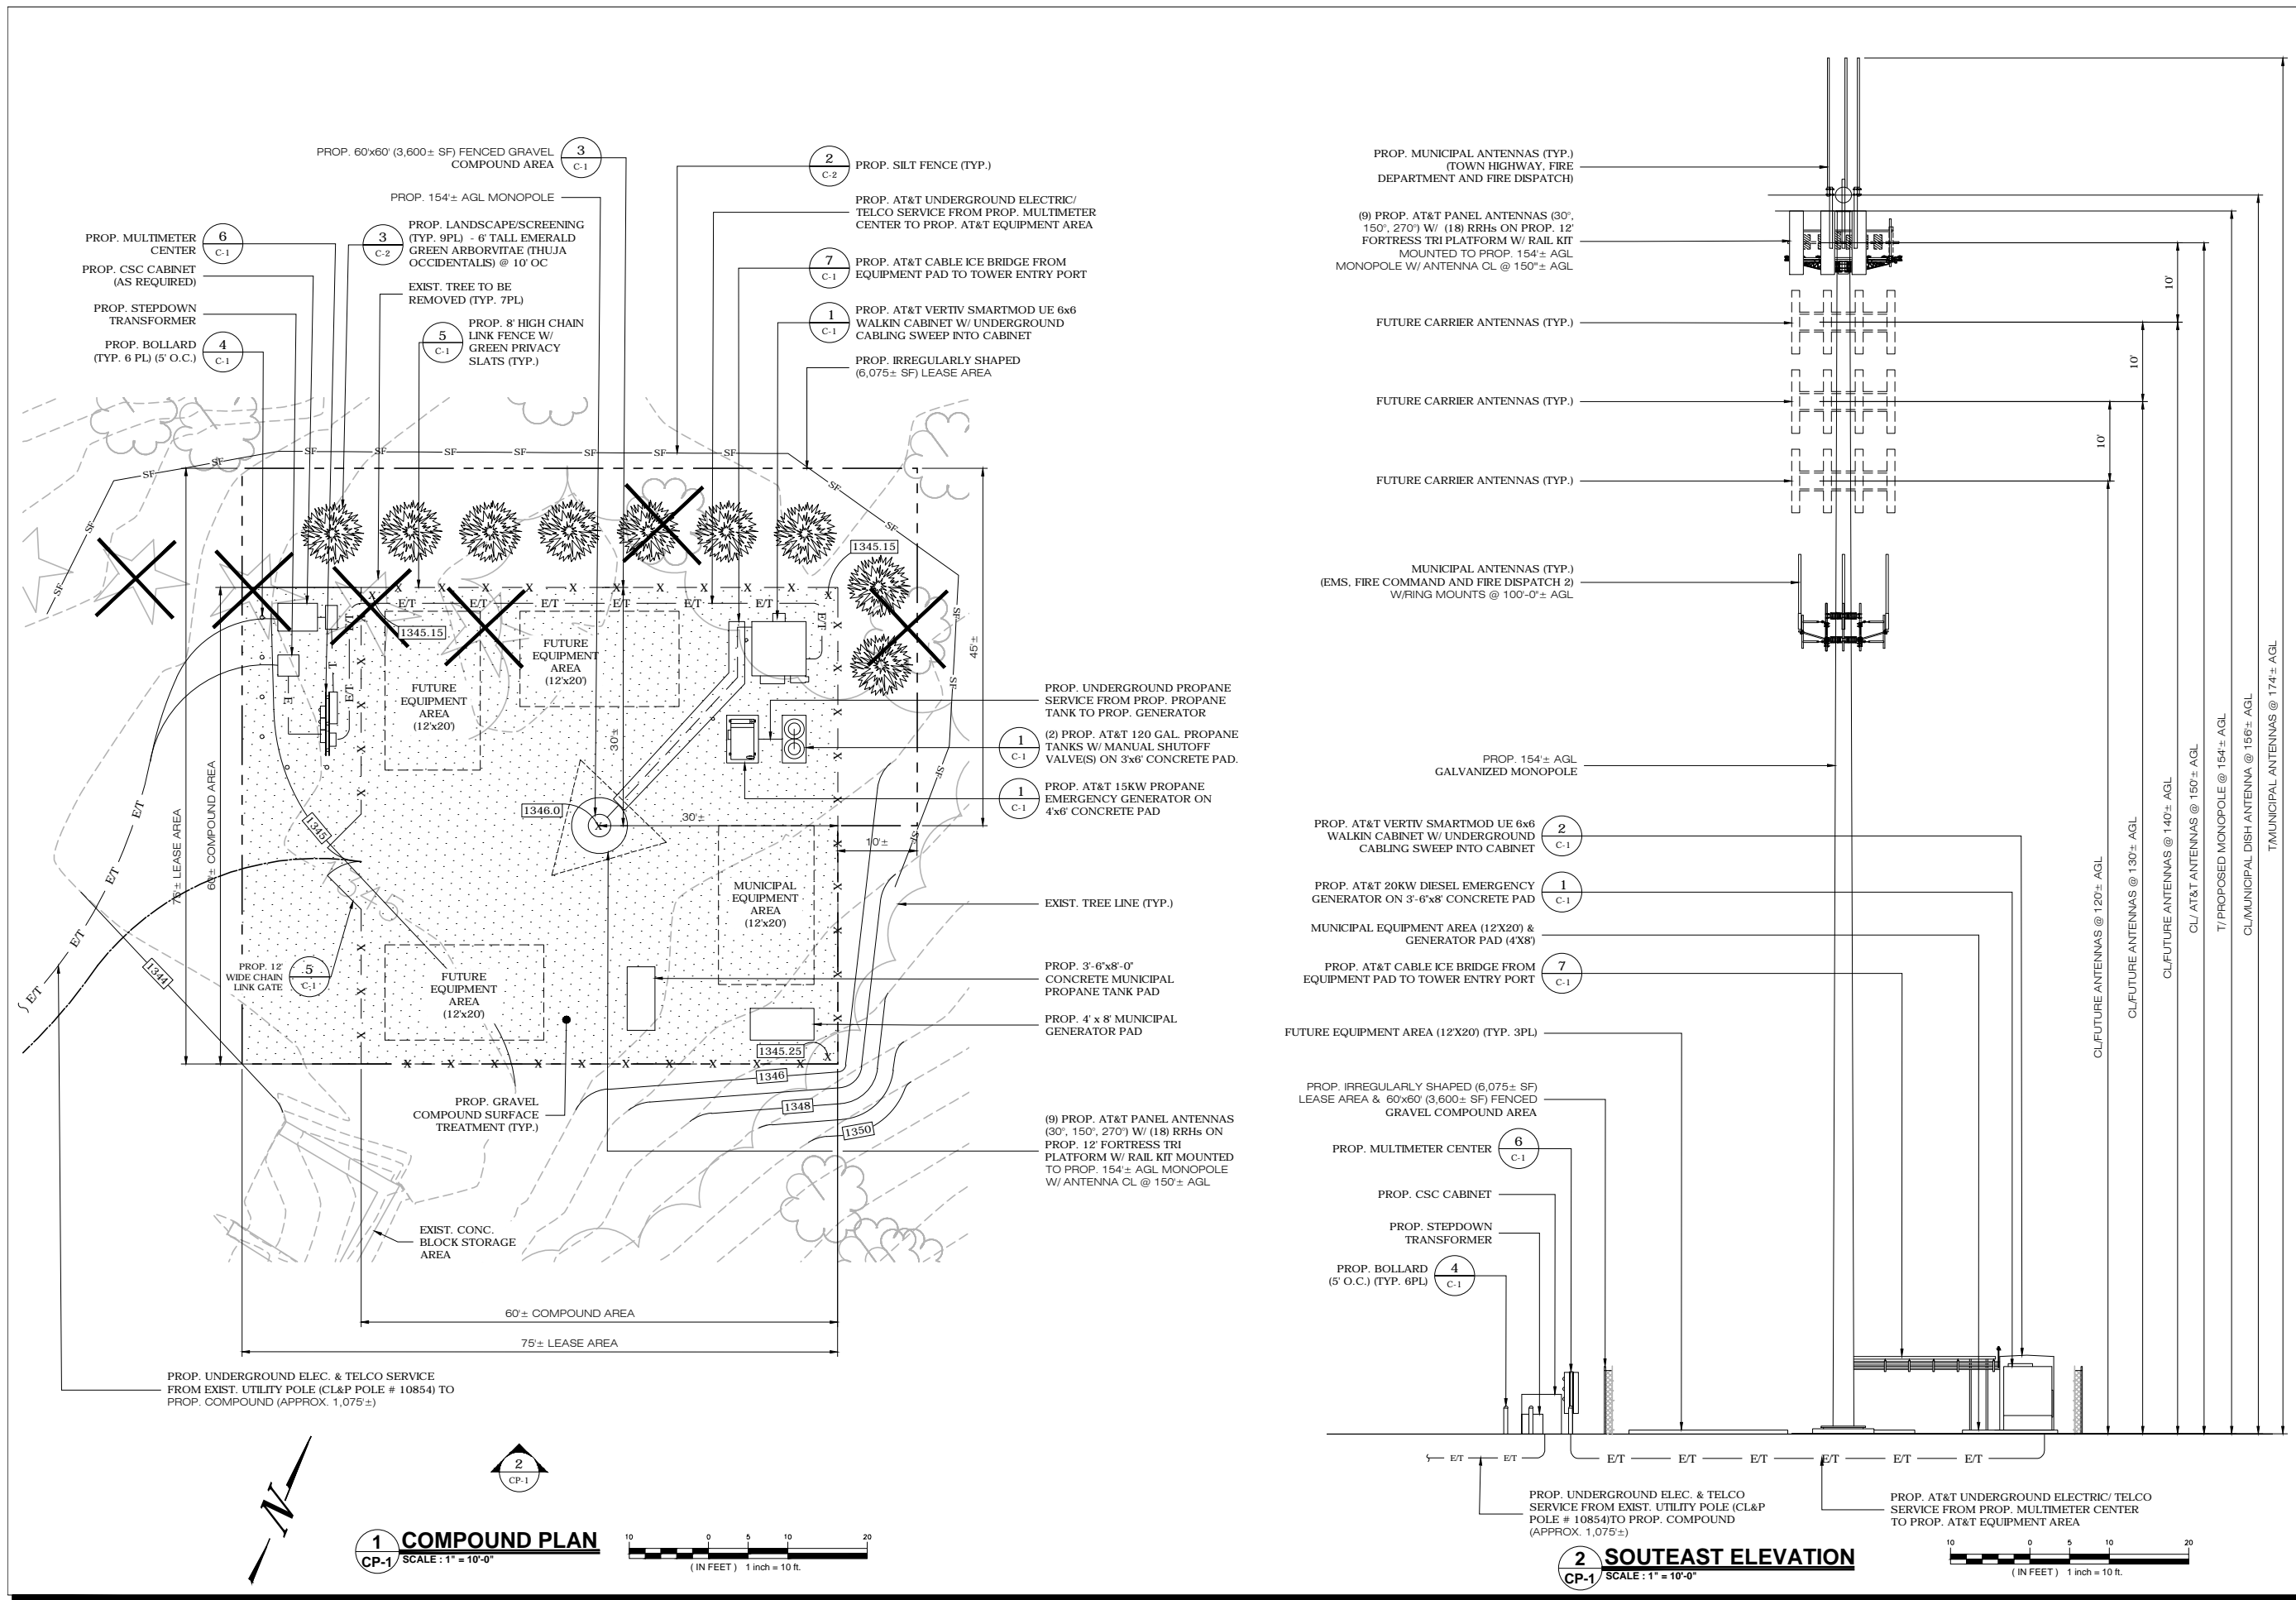 PROP. 60'x60' (3,600± SF) FENCED GRAVEL
COMPOUND AREA
3
C-1
PROP. 154'± AGL MONOPOLE
PROP. MULTIMETER
CENTER
6
C-1
PROP. CSC CABINET
(AS REQUIRED)
PROP. STEPDOWN
TRANSFORMER
PROP. BOLLARD
(TYP. 6 PL) (5' O.C.)
4
C-1
3
C-2
PROP. LANDSCAPE/SCREENING
(TYP. 9PL) - 6' TALL EMERALD
GREEN ARBORVITAE (THUJA
OCCIDENTALIS) @ 10' OC
EXIST. TREE TO BE
REMOVED (TYP. 7PL)
5
C-1
PROP. 8' HIGH CHAIN
LINK FENCE W/
GREEN PRIVACY
SLATS (TYP.)
2
C-2
PROP. SILT FENCE (TYP.)
PROP. AT&T UNDERGROUND ELECTRIC/
TELCO SERVICE FROM PROP. MULTIMETER
CENTER TO PROP. AT&T EQUIPMENT AREA
7
C-1
PROP. AT&T CABLE ICE BRIDGE FROM
EQUIPMENT PAD TO TOWER ENTRY PORT
1
C-1
PROP. AT&T VERTIV SMARTMOD UE 6x6
WALKIN CABINET W/ UNDERGROUND
CABLING SWEEP INTO CABINET
PROP. IRREGULARLY SHAPED
(6,075± SF) LEASE AREA
SF SF SF SF SF SF SF SF SF
SF
SF
SF
SF
SF
SF
SF
SF
1345.15
1345.15
E/T E/T E/T E/T E/T E/T
E/T
E/T
T
E/T
E
FUTURE
EQUIPMENT
AREA
(12'x20')
FUTURE
EQUIPMENT
AREA
(12'x20')
45'±
30'±
30'±
10'±
1346.0
1345
1345
75'± LEASE AREA
60'± COMPOUND AREA
E/T
E/T
E/T
E/T
1344
MUNICIPAL
EQUIPMENT
AREA
(12'x20')
PROP. 12'
WIDE CHAIN
LINK GATE
5
C-1
FUTURE
EQUIPMENT
AREA
(12'x20')
1345.25
1346
1348
1350
PROP. GRAVEL
COMPOUND SURFACE
TREATMENT (TYP.)
EXIST. CONC.
BLOCK STORAGE
AREA
PROP. UNDERGROUND PROPANE
SERVICE FROM PROP. PROPANE
TANK TO PROP. GENERATOR
1
C-1
(2) PROP. AT&T 120 GAL. PROPANE
TANKS W/ MANUAL SHUTOFF
VALVE(S) ON 3'x6' CONCRETE PAD.
1
C-1
PROP. AT&T 15KW PROPANE
EMERGENCY GENERATOR ON
4'x6' CONCRETE PAD
EXIST. TREE LINE (TYP.)
PROP. 3'-6"x8'-0"
CONCRETE MUNICIPAL
PROPANE TANK PAD
PROP. 4' x 8' MUNICIPAL
GENERATOR PAD
(9) PROP. AT&T PANEL ANTENNAS
(30°, 150°, 270°) W/ (18) RRHs ON
PROP. 12' FORTRESS TRI
PLATFORM W/ RAIL KIT MOUNTED
TO PROP. 154'± AGL MONOPOLE
W/ ANTENNA CL @ 150'± AGL
60'± COMPOUND AREA
75'± LEASE AREA
PROP. UNDERGROUND ELEC. & TELCO SERVICE
FROM EXIST. UTILITY POLE (CL&P POLE # 10854) TO
PROP. COMPOUND (APPROX. 1,075'±)
N
2
CP-1
1
CP-1
COMPOUND PLAN
SCALE : 1" = 10'-0"
10 0 5 10 20
( IN FEET ) 1 inch = 10 ft.
PROP. MUNICIPAL ANTENNAS (TYP.)
(TOWN HIGHWAY, FIRE
DEPARTMENT AND FIRE DISPATCH)
(9) PROP. AT&T PANEL ANTENNAS (30°,
150°, 270°) W/ (18) RRHs ON PROP. 12'
FORTRESS TRI PLATFORM W/ RAIL KIT
MOUNTED TO PROP. 154'± AGL
MONOPOLE W/ ANTENNA CL @ 150"± AGL
FUTURE CARRIER ANTENNAS (TYP.)
FUTURE CARRIER ANTENNAS (TYP.)
FUTURE CARRIER ANTENNAS (TYP.)
MUNICIPAL ANTENNAS (TYP.)
(EMS, FIRE COMMAND AND FIRE DISPATCH 2)
W/RING MOUNTS @ 100'-0"± AGL
PROP. 154'± AGL
GALVANIZED MONOPOLE
PROP. AT&T VERTIV SMARTMOD UE 6x6
WALKIN CABINET W/ UNDERGROUND
CABLING SWEEP INTO CABINET
2
C-1
PROP. AT&T 20KW DIESEL EMERGENCY
GENERATOR ON 3'-6"x8' CONCRETE PAD
1
C-1
MUNICIPAL EQUIPMENT AREA (12'X20') &
GENERATOR PAD (4'X8')
PROP. AT&T CABLE ICE BRIDGE FROM
EQUIPMENT PAD TO TOWER ENTRY PORT
7
C-1
FUTURE EQUIPMENT AREA (12'X20') (TYP. 3PL)
PROP. IRREGULARLY SHAPED (6,075± SF)
LEASE AREA & 60'x60' (3,600± SF) FENCED
GRAVEL COMPOUND AREA
PROP. MULTIMETER CENTER
6
C-1
PROP. CSC CABINET
PROP. STEPDOWN
TRANSFORMER
PROP. BOLLARD
(5' O.C.) (TYP. 6PL)
4
C-1
10'
10'
10'
CL/FUTURE ANTENNAS @ 120'± AGL
CL/FUTURE ANTENNAS @ 130'± AGL
CL/FUTURE ANTENNAS @ 140'± AGL
CL/ AT&T ANTENNAS @ 150'± AGL
T/ PROPOSED MONOPOLE @ 154'± AGL
CL/MUNICIPAL DISH ANTENNA @ 156'± AGL
T/MUNICIPAL ANTENNAS @ 174'± AGL
E/T E/T E/T E/T E/T E/T E/T E/T
PROP. UNDERGROUND ELEC. & TELCO
SERVICE FROM EXIST. UTILITY POLE (CL&P
POLE # 10854)TO PROP. COMPOUND
(APPROX. 1,075'±)
PROP. AT&T UNDERGROUND ELECTRIC/ TELCO
SERVICE FROM PROP. MULTIMETER CENTER
TO PROP. AT&T EQUIPMENT AREA
2
CP-1
SOUTEAST ELEVATION
SCALE : 1" = 10'-0"
10 0 5 10 20
( IN FEET ) 1 inch = 10 ft.